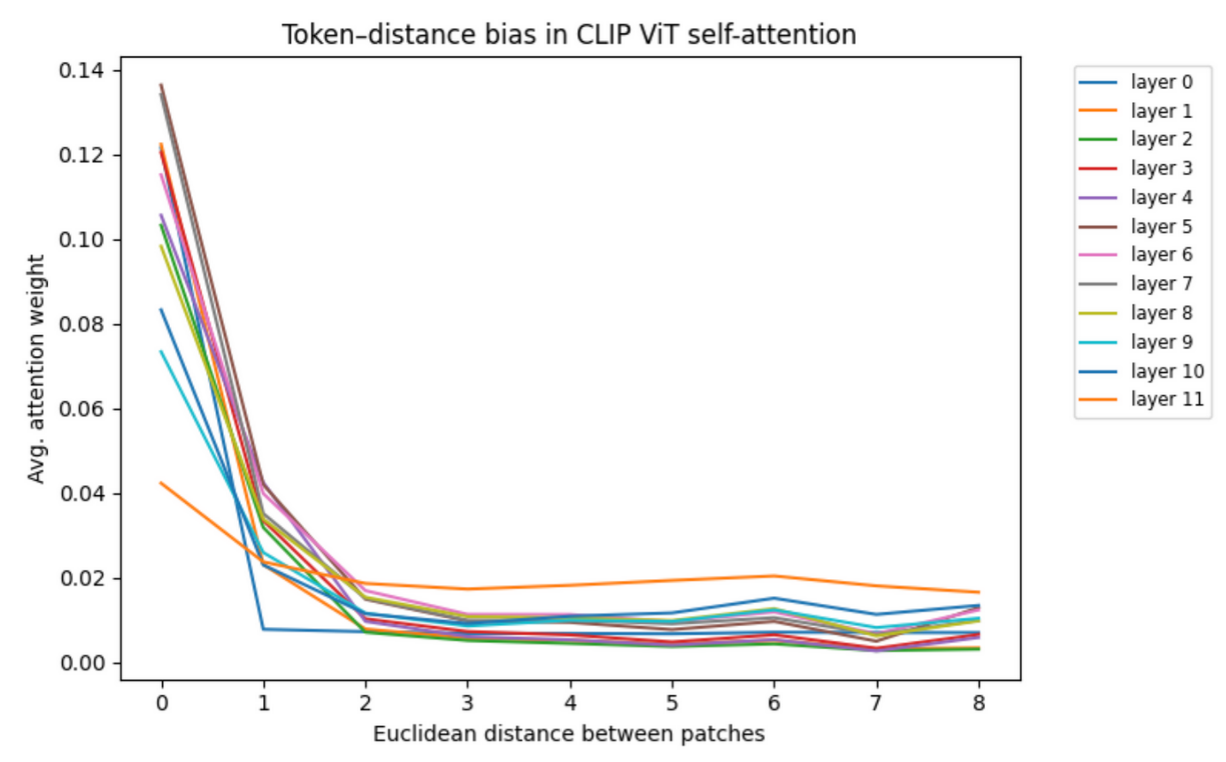 Token–distance bias in CLIP ViT self-attention
Avg. attention weight
0.14
0.12
0.10
0.08
0.06
0.04
0.02
0.00
0 1 2 3 4 5 6 7 8
Euclidean distance between patches
layer 0
layer 1
layer 2
layer 3
layer 4
layer 5
layer 6
layer 7
layer 8
layer 9
layer 10
layer 11